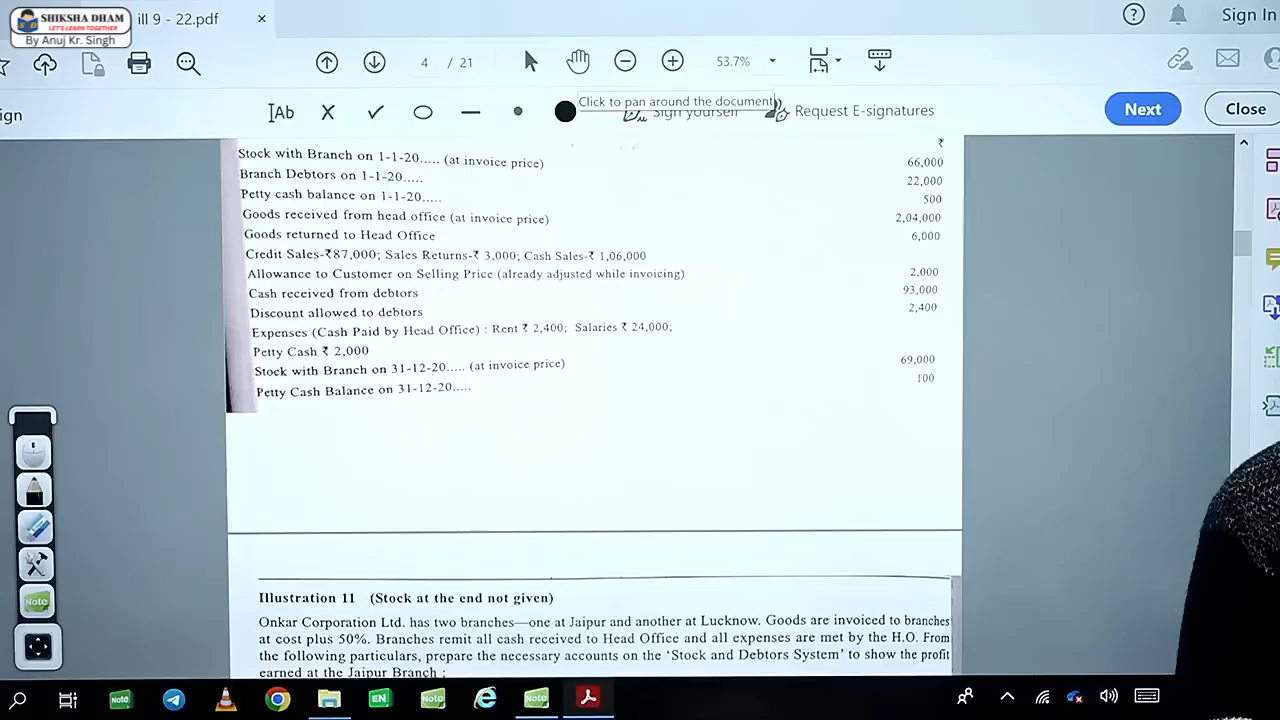 SHIKSHA DHAM
LET'S LEARN TOGETHER
By Anuj Kr. Singh
ill 9 - 22.pdf
×
Sign In
4 / 21
53.7%
Click to pan around the document
ign
Ab
Sign yourself
Request E-signatures
Next
Close
₹
Stock with Branch on 1-1-20..... (at invoice price) 66,000
Branch Debtors on 1-1-20..... 22,000
Petty cash balance on 1-1-20..... 500
Goods received from head office (at invoice price) 2,04,000
Goods returned to Head Office 6,000
Credit Sales-₹87,000; Sales Returns-₹ 3,000; Cash Sales-₹ 1,06,000
Allowance to Customer on Selling Price (already adjusted while invoicing) 2,000
Cash received from debtors 93,000
Discount allowed to debtors 2,400
Expenses (Cash Paid by Head Office) : Rent ₹ 2,400; Salaries ₹ 24,000;
Petty Cash ₹ 2,000
Stock with Branch on 31-12-20..... (at invoice price) 69,000
Petty Cash Balance on 31-12-20..... 100
Illustration 11 (Stock at the end not given)
Onkar Corporation Ltd. has two branches—one at Jaipur and another at Lucknow. Goods are invoiced to branches
at cost plus 50%. Branches remit all cash received to Head Office and all expenses are met by the H.O. From
the following particulars, prepare the necessary accounts on the 'Stock and Debtors System' to show the profit
earned at the Jaipur Branch :
Note
Note
EN
Note
Note